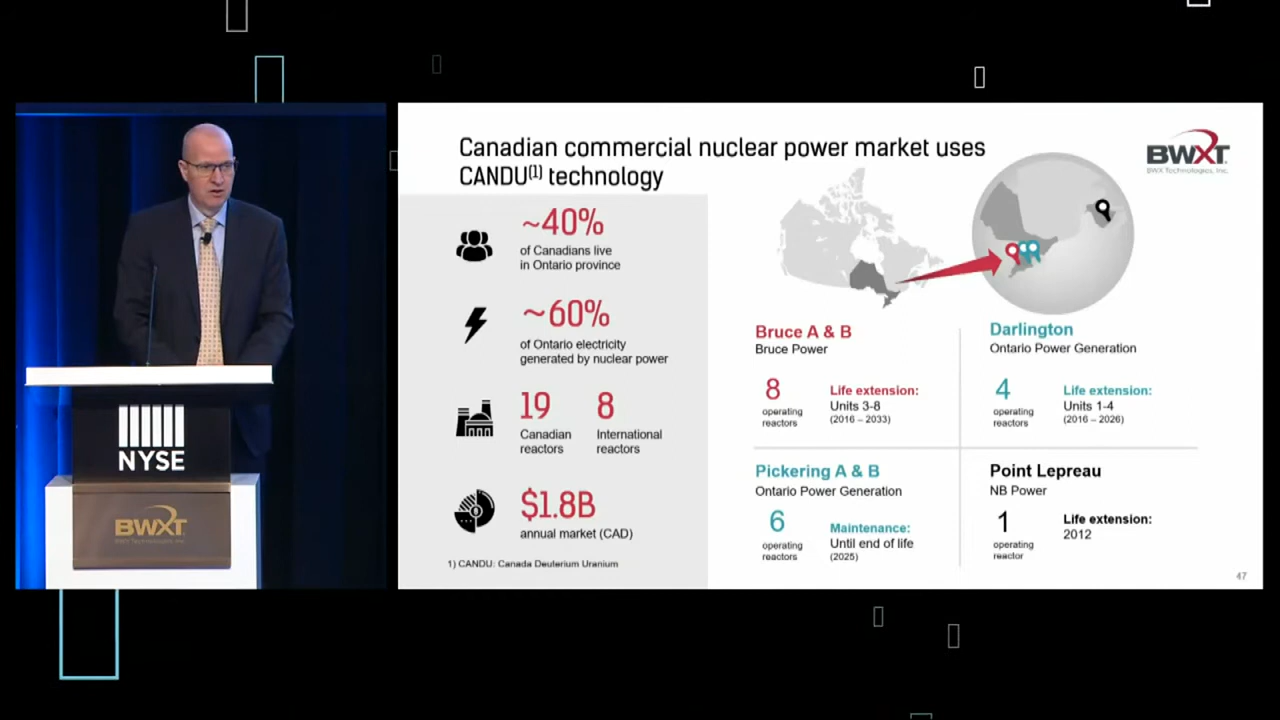 NYSE
BWXT
BWX Technologies, Inc.
Canadian commercial nuclear power market uses
CANDU(1) technology
BWXT
BWX Technologies, Inc.
~40%
of Canadians live
in Ontario province
~60%
of Ontario electricity
generated by nuclear power
19
Canadian
reactors
8
International
reactors
$1.8B
annual market (CAD)
1) CANDU: Canada Deuterium Uranium
Bruce A & B
Bruce Power
8
operating
reactors
Life extension:
Units 3-8
(2016 – 2033)
Darlington
Ontario Power Generation
4
operating
reactors
Life extension:
Units 1-4
(2016 – 2026)
Pickering A & B
Ontario Power Generation
6
operating
reactors
Maintenance:
Until end of life
(2025)
Point Lepreau
NB Power
1
operating
reactor
Life extension:
2012
47